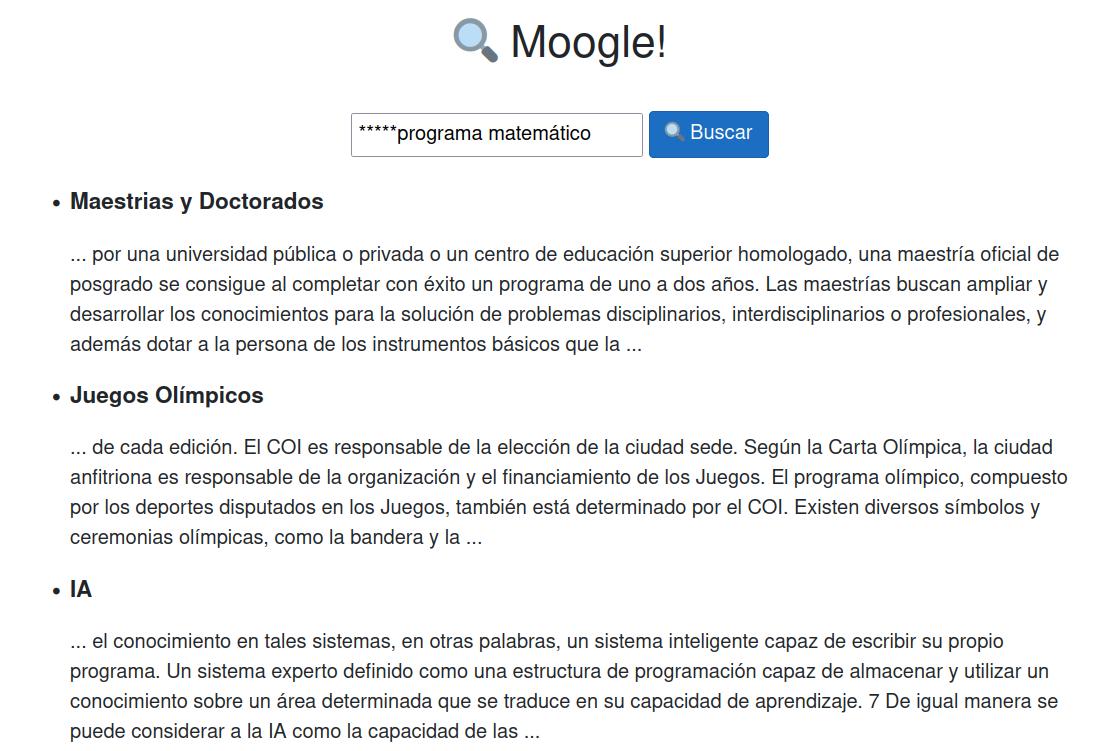 Moogle!
*****programa matemático
Buscar
Maestrias y Doctorados
... por una universidad pública o privada o un centro de educación superior homologado, una maestría oficial de
posgrado se consigue al completar con éxito un programa de uno a dos años. Las maestrías buscan ampliar y
desarrollar los conocimientos para la solución de problemas disciplinarios, interdisciplinarios o profesionales, y
además dotar a la persona de los instrumentos básicos que la ...
Juegos Olímpicos
... de cada edición. El COI es responsable de la elección de la ciudad sede. Según la Carta Olímpica, la ciudad
anfitriona es responsable de la organización y el financiamiento de los Juegos. El programa olímpico, compuesto
por los deportes disputados en los Juegos, también está determinado por el COI. Existen diversos símbolos y
ceremonias olímpicas, como la bandera y la ...
IA
... el conocimiento en tales sistemas, en otras palabras, un sistema inteligente capaz de escribir su propio
programa. Un sistema experto definido como una estructura de programación capaz de almacenar y utilizar un
conocimiento sobre un área determinada que se traduce en su capacidad de aprendizaje. 7 De igual manera se
puede considerar a la IA como la capacidad de las ...